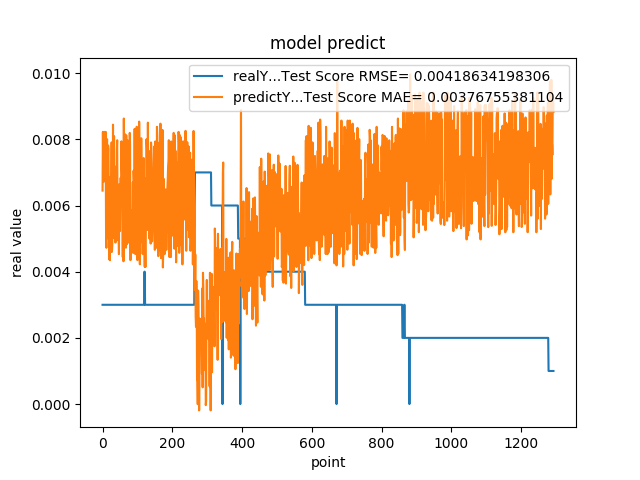 model predict
realY...Test Score RMSE= 0.00418634198306
predictY...Test Score MAE= 0.00376755381104
0.010
0.008
0.006
0.004
0.002
0.000
real value
0 200 400 600 800 1000 1200
point